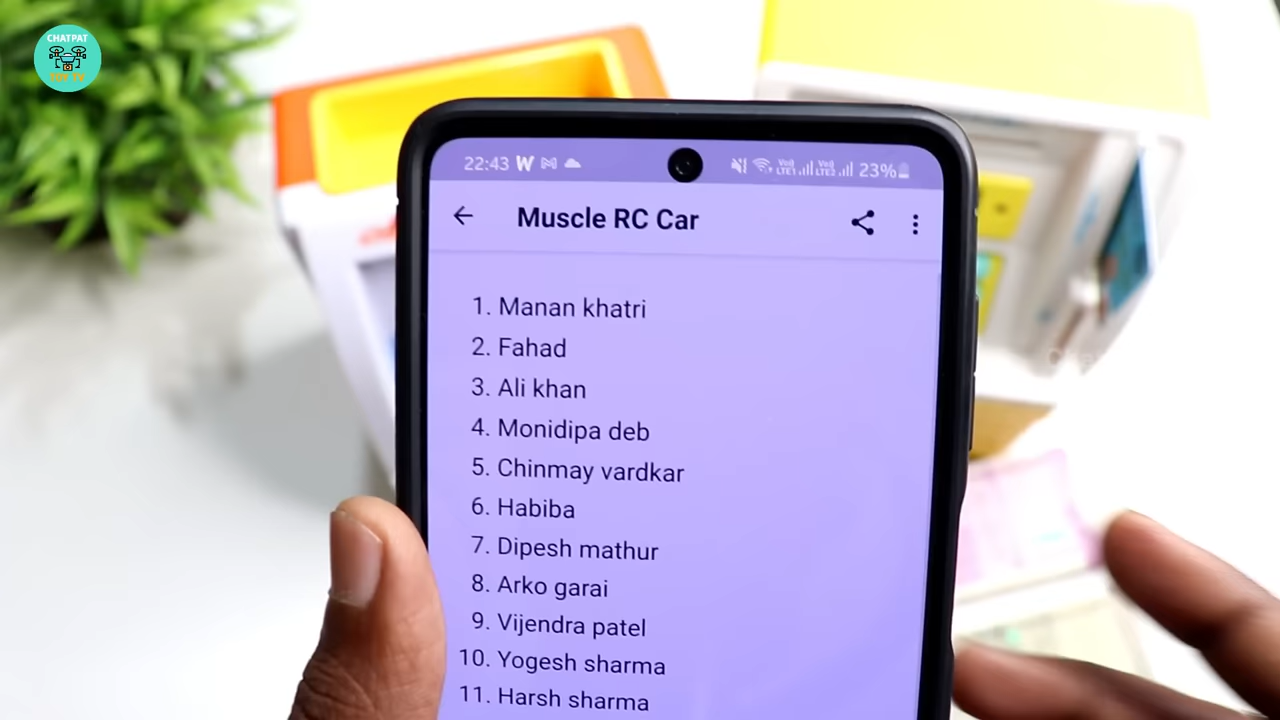 CHATPAT
TOY TV
22:43 W 23%
Muscle RC Car
1. Manan khatri
2. Fahad
3. Ali khan
4. Monidipa deb
5. Chinmay vardkar
6. Habiba
7. Dipesh mathur
8. Arko garai
9. Vijendra patel
10. Yogesh sharma
11. Harsh sharma